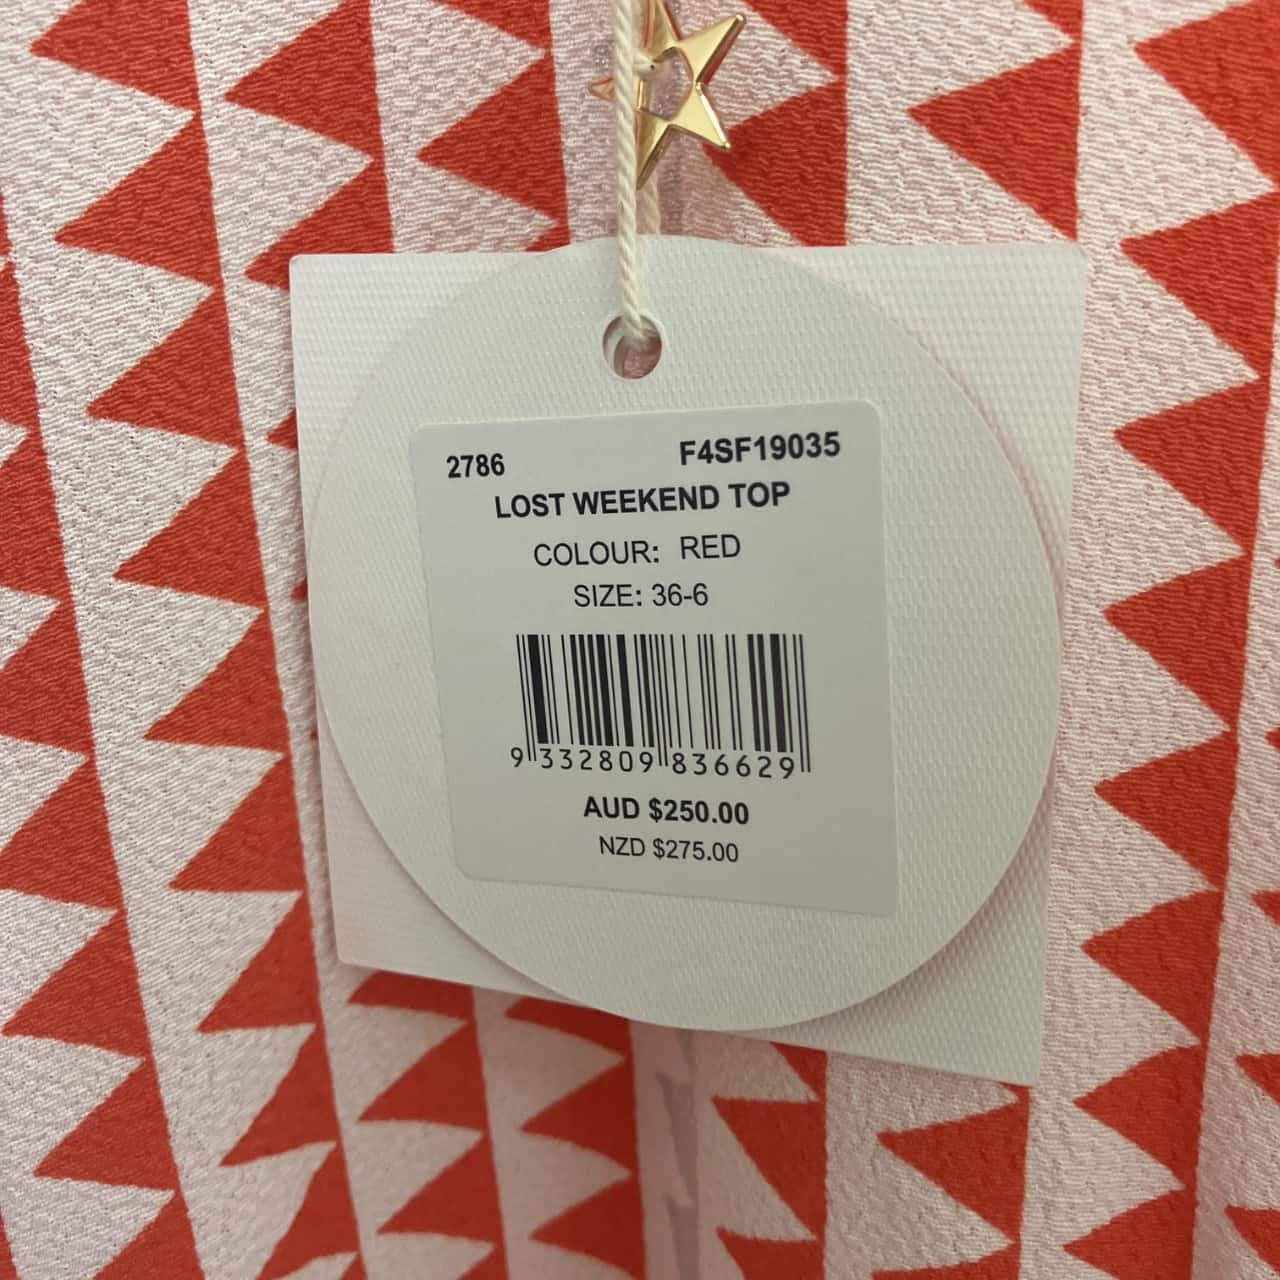 2786 F4SF19035
LOST WEEKEND TOP
COLOUR: RED
SIZE: 36-6
9 332809 836629
AUD $250.00
NZD $275.00